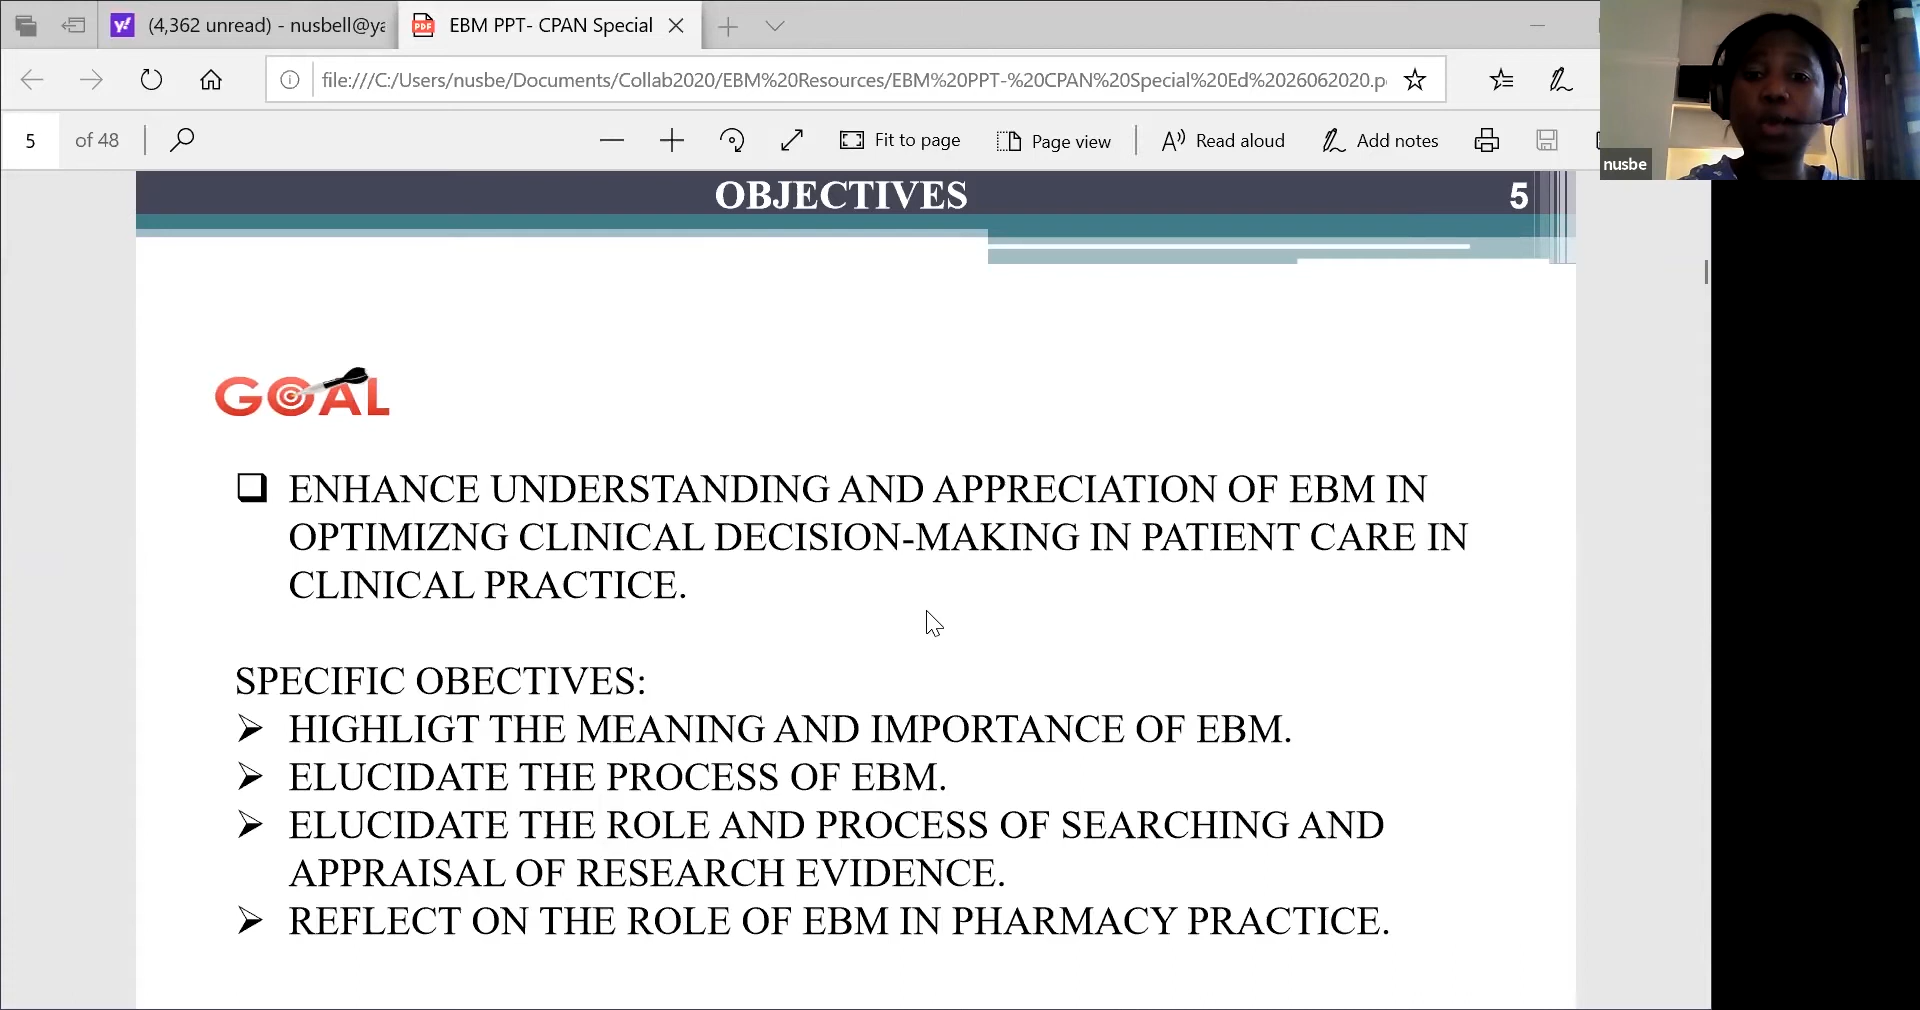 (4,362 unread) - nusbell@ya
EBM PPT- CPAN Special
file:///C:/Users/nusbe/Documents/Collab2020/EBM%20Resources/EBM%20PPT-%20CPAN%20Special%20Ed%2026062020.p
5 of 48
Fit to page
Page view
Read aloud
Add notes
nusbe
OBJECTIVES
5
GOAL
ENHANCE UNDERSTANDING AND APPRECIATION OF EBM IN
OPTIMIZNG CLINICAL DECISION-MAKING IN PATIENT CARE IN
CLINICAL PRACTICE.
SPECIFIC OBECTIVES:
HIGHLIGT THE MEANING AND IMPORTANCE OF EBM.
ELUCIDATE THE PROCESS OF EBM.
ELUCIDATE THE ROLE AND PROCESS OF SEARCHING AND
APPRAISAL OF RESEARCH EVIDENCE.
REFLECT ON THE ROLE OF EBM IN PHARMACY PRACTICE.